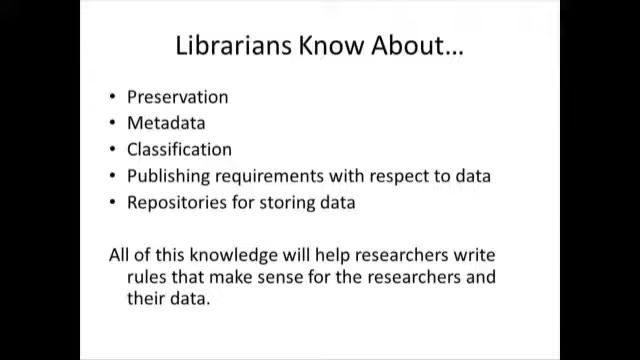 Librarians Know About…
• Preservation
• Metadata
• Classification
• Publishing requirements with respect to data
• Repositories for storing data
All of this knowledge will help researchers write
rules that make sense for the researchers and
their data.